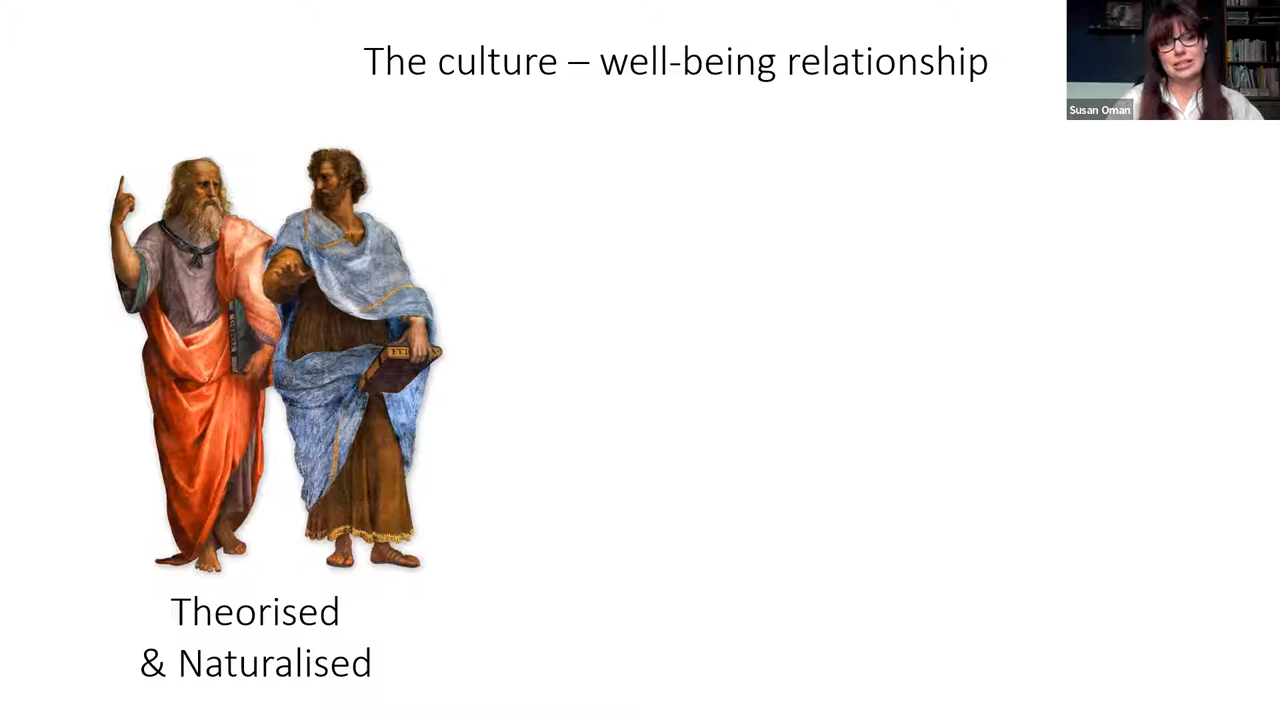 The culture – well-being relationship
Susan Oman
Theorised
& Naturalised